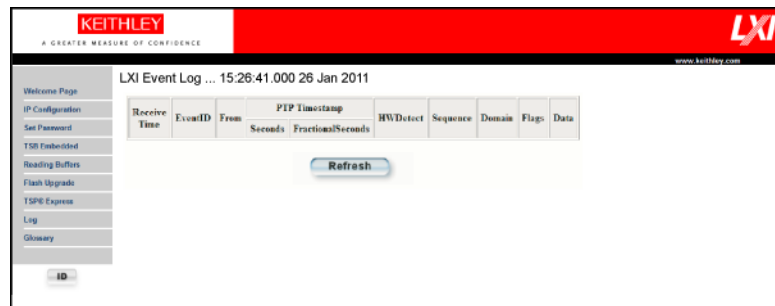 KEITHLEY
A GREATER MEASURE OF CONFIDENCE
LXI
www.keithley.com
Welcome Page
IP Configuration
Set Password
TSB Embedded
Reading Buffers
Flash Upgrade
TSP® Express
Log
Glossary
ID
LXI Event Log ... 15:26:41.000 26 Jan 2011
Receive Time EventID From PTP Timestamp HWDetect Sequence Domain Flags Data
Seconds FractionalSeconds
Refresh